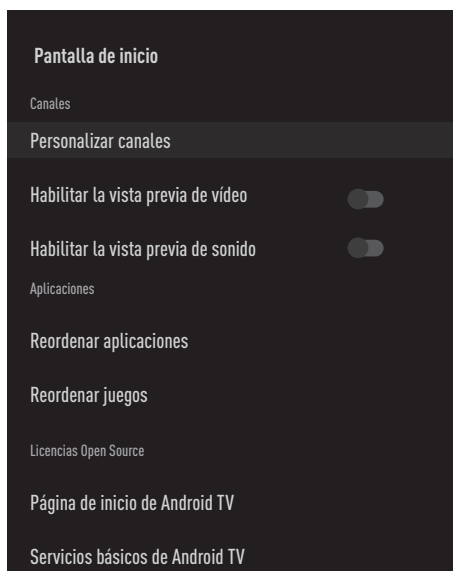 Pantalla de inicio
Canales
Personalizar canales
Habilitar la vista previa de vídeo
Habilitar la vista previa de sonido
Aplicaciones
Reordenar aplicaciones
Reordenar juegos
Licencias Open Source
Página de inicio de Android TV
Servicios básicos de Android TV